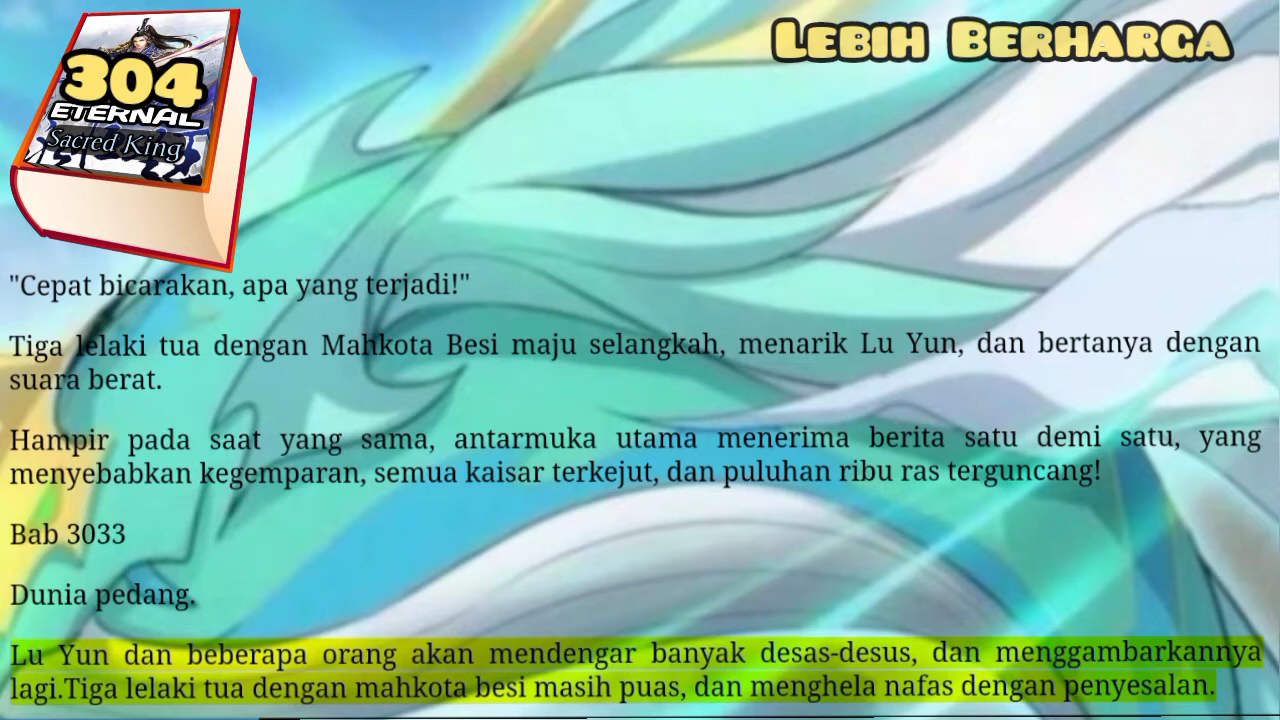 304
ETERNAL
Sacred King
LEBIH BERHARGA
"Cepat bicarakan, apa yang terjadi!"
Tiga lelaki tua dengan Mahkota Besi maju selangkah, menarik Lu Yun, dan bertanya dengan
suara berat.
Hampir pada saat yang sama, antarmuka utama menerima berita satu demi satu, yang
menyebabkan kegemparan, semua kaisar terkejut, dan puluhan ribu ras terguncang!
Bab 3033
Dunia pedang.
Lu Yun dan beberapa orang akan mendengar banyak desas-desus, dan menggambarkannya
lagi.Tiga lelaki tua dengan mahkota besi masih puas, dan menghela nafas dengan penyesalan.